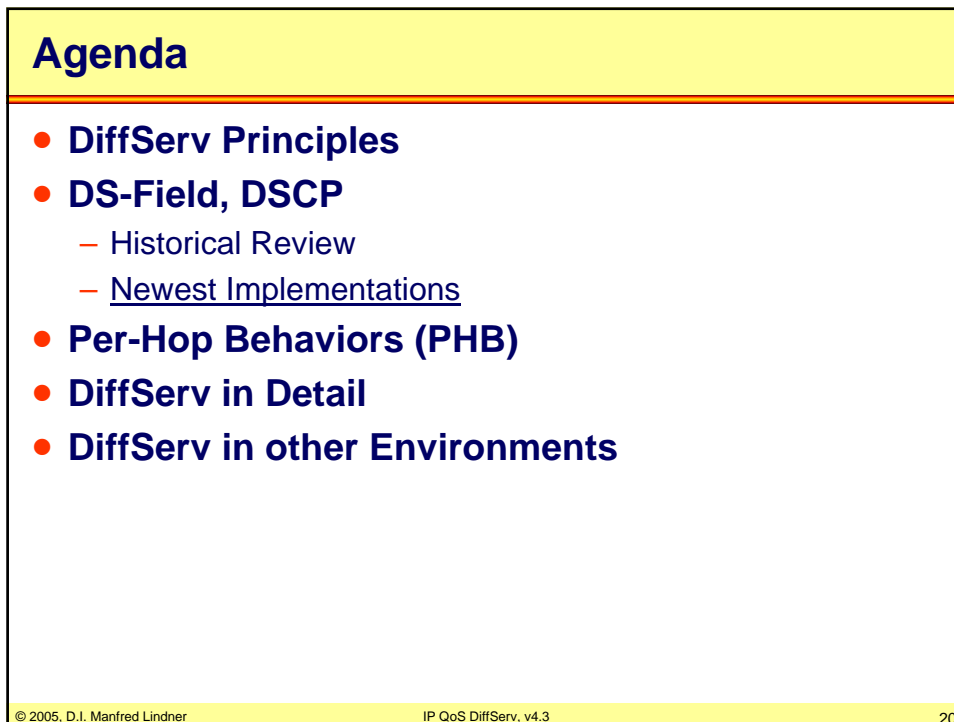 Agenda
• DiffServ Principles
• DS-Field, DSCP
– Historical Review
– Newest Implementations
• Per-Hop Behaviors (PHB)
• DiffServ in Detail
• DiffServ in other Environments
© 2005, D.I. Manfred Lindner
IP QoS DiffServ, v4.3
20